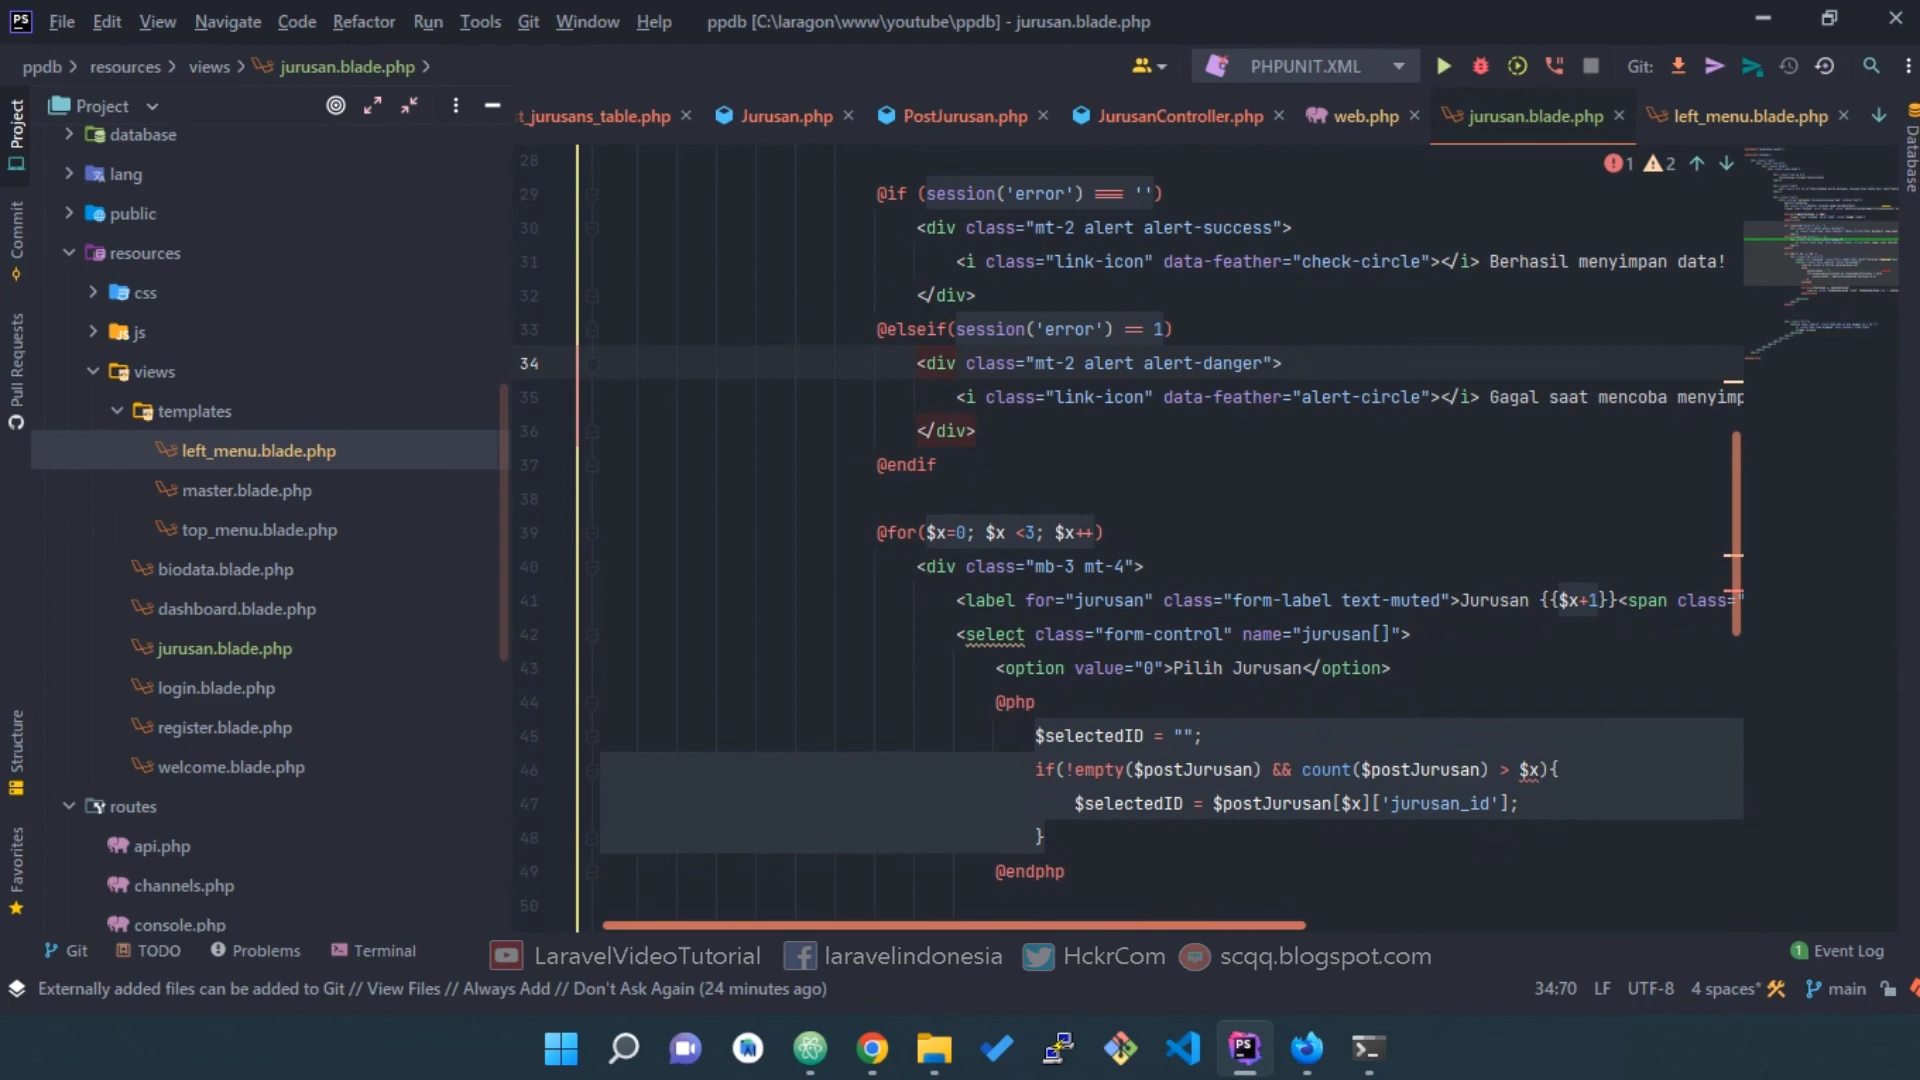 PS File Edit View Navigate Code Refactor Run Tools Git Window Help ppdb [C:\laragon\www\youtube\ppdb] - jurusan.blade.php
ppdb resources views jurusan.blade.php PHPUNIT.XML Git:
Project
t_jurusans_table.php Jurusan.php PostJurusan.php JurusanController.php web.php jurusan.blade.php left_menu.blade.php
Project
Commit
Pull Requests
Structure
Favorites
Database
database
lang
public
resources
css
js
views
templates
left_menu.blade.php
master.blade.php
top_menu.blade.php
biodata.blade.php
dashboard.blade.php
jurusan.blade.php
login.blade.php
register.blade.php
welcome.blade.php
routes
api.php
channels.php
console.php
1 2
28
29 @if (session('error') === '')
30 <div class="mt-2 alert alert-success">
31 <i class="link-icon" data-feather="check-circle"></i> Berhasil menyimpan data!
32 </div>
33 @elseif(session('error') == 1)
34 <div class="mt-2 alert alert-danger">
35 <i class="link-icon" data-feather="alert-circle"></i> Gagal saat mencoba menyimp
36 </div>
37 @endif
38
39 @for($x=0; $x <3; $x++)
40 <div class="mb-3 mt-4">
41 <label for="jurusan" class="form-label text-muted">Jurusan {{$x+1}}<span class="
42 <select class="form-control" name="jurusan[]">
43 <option value="0">Pilih Jurusan</option>
44 @php
45 $selectedID = "";
46 if(!empty($postJurusan) && count($postJurusan) > $x){
47 $selectedID = $postJurusan[$x]['jurusan_id'];
48 }
49 @endphp
50
Git TODO Problems Terminal LaravelVideoTutorial laravelindonesia HckrCom scqq.blogspot.com 1 Event Log
Externally added files can be added to Git // View Files // Always Add // Don't Ask Again (24 minutes ago) 34:70 LF UTF-8 4 spaces* main
PS